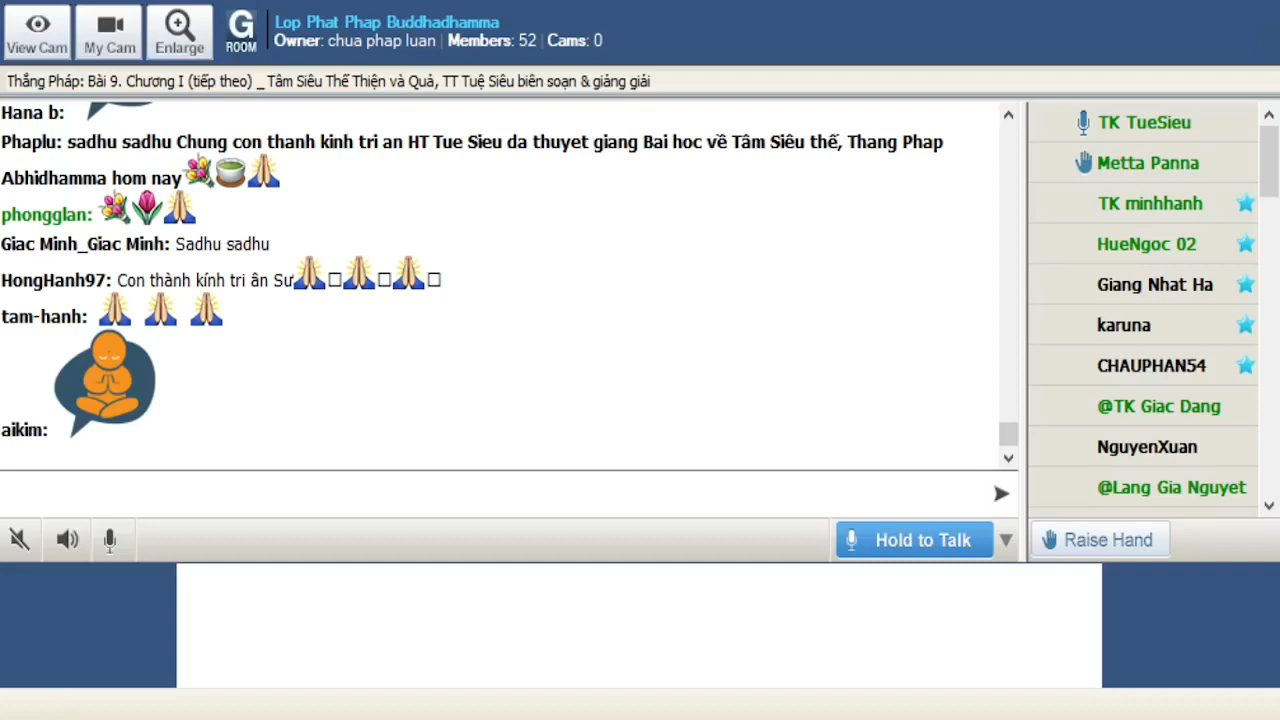 View Cam
My Cam
Enlarge
G
ROOM
Lop Phat Phap Buddhadhamma
Owner: chua phap luan | Members: 52 | Cams: 0
Thắng Pháp: Bài 9. Chương I (tiếp theo) _ Tâm Siêu Thế Thiện và Quả, TT Tuệ Siêu biên soạn & giảng giải
Hana b:
Phaplu: sadhu sadhu Chung con thanh kinh tri an HT Tue Sieu da thuyet giang Bai hoc về Tâm Siêu thế, Thang Phap
Abhidhamma hom nay
phongglan:
Giac Minh_Giac Minh: Sadhu sadhu
HongHanh97: Con thành kính tri ân Sư
tam-hanh:
aikim:
TK TueSieu
Metta Panna
TK minhhanh
HueNgoc 02
Giang Nhat Ha
karuna
CHAUPHAN54
@TK Giac Dang
NguyenXuan
@Lang Gia Nguyet
Hold to Talk
Raise Hand